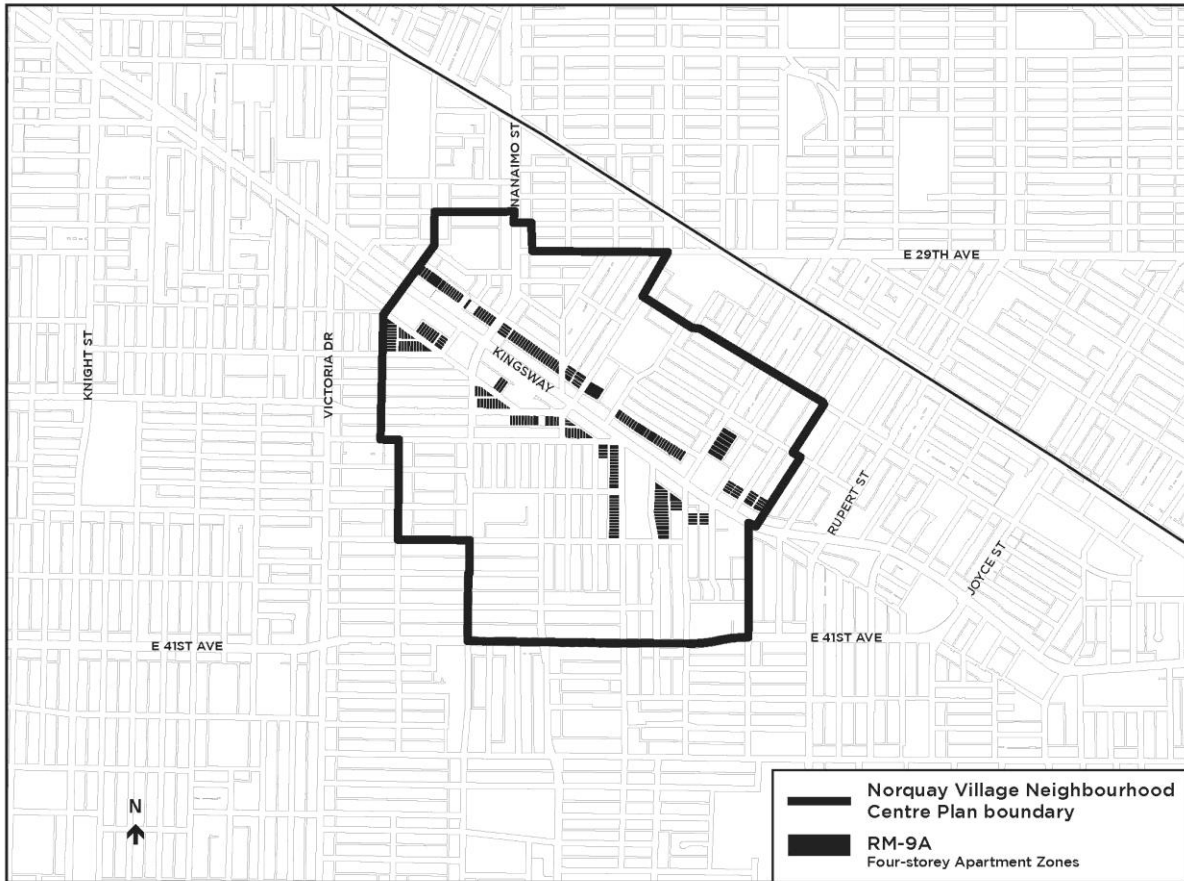 NANAIMO ST
E 29TH AVE
KNIGHT ST
VICTORIA DR
KINGSWAY
RUPERT ST
JOYCE ST
E 41ST AVE
E 41ST AVE
N
Norquay Village Neighbourhood
Centre Plan boundary
RM-9A
Four-storey Apartment Zones